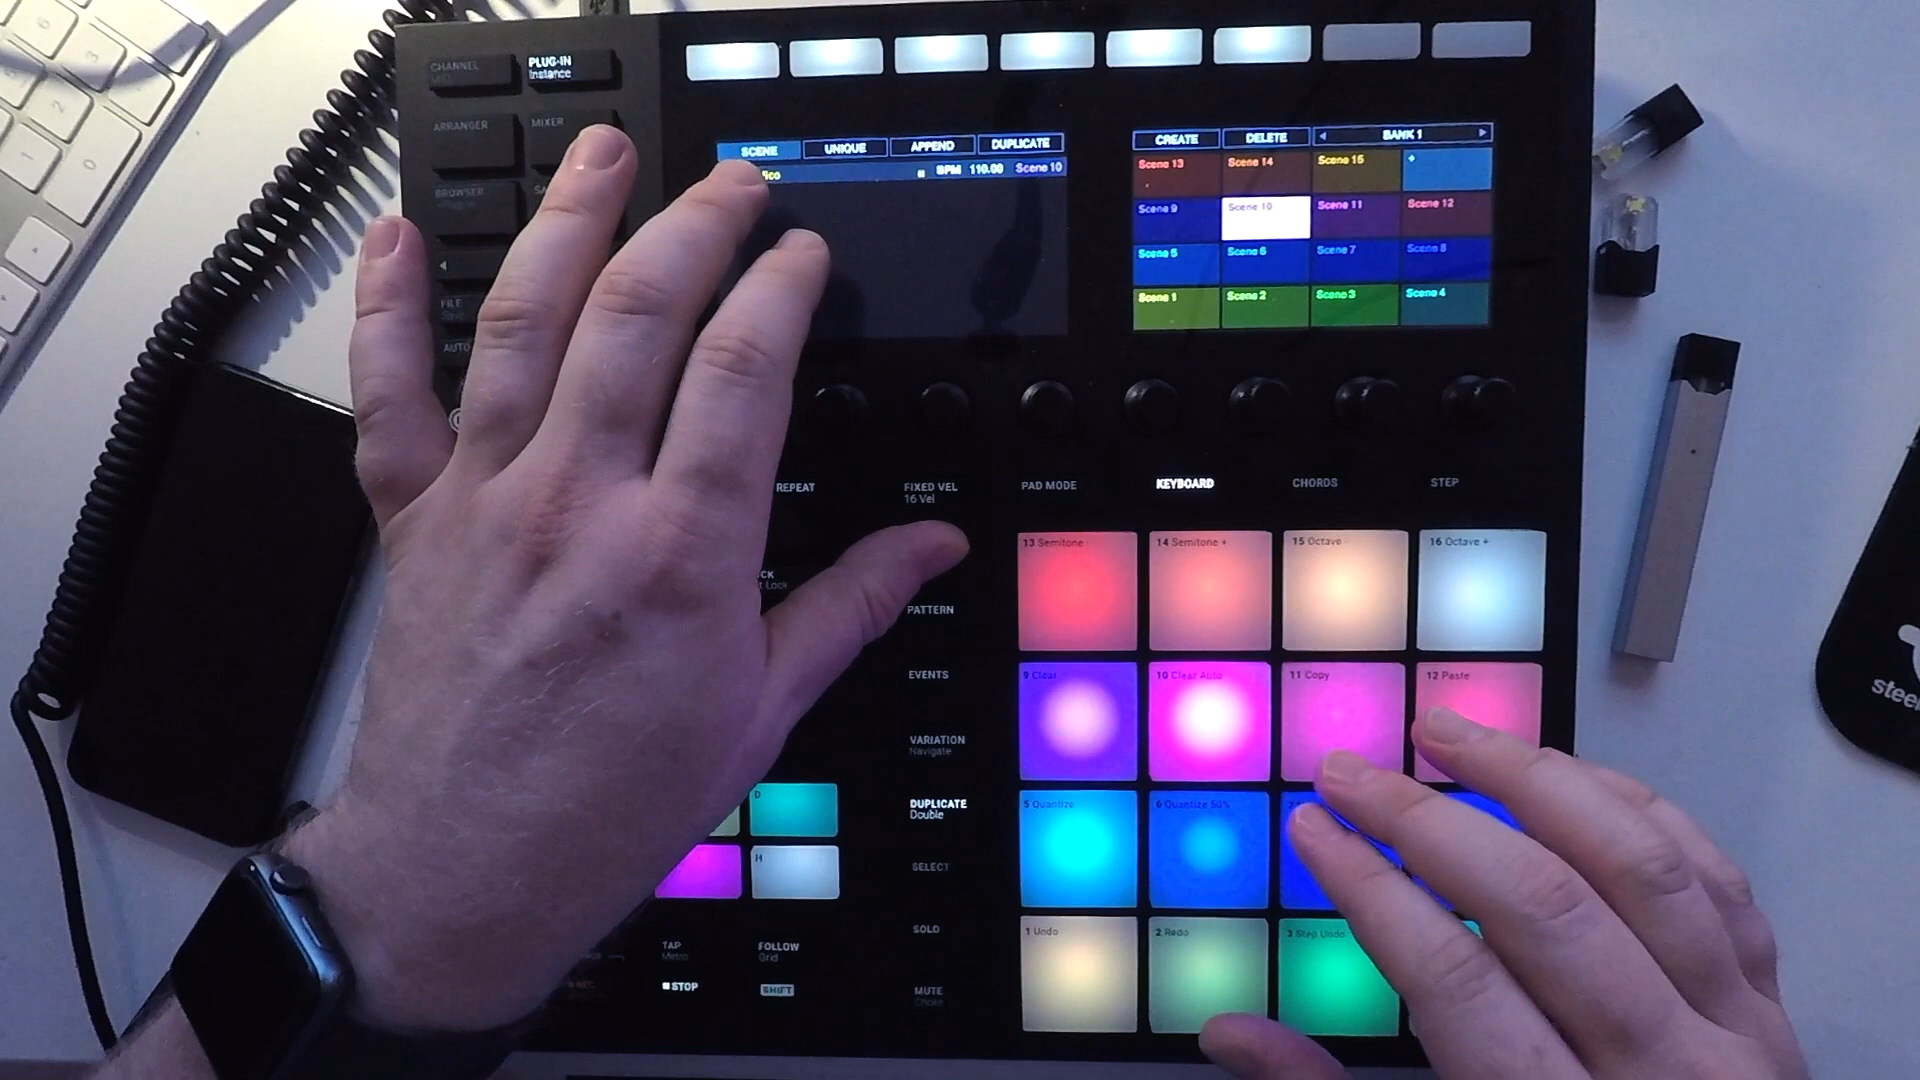 CHANNEL
MIDI
PLUG-IN
Instance
ARRANGER
MIXER
BROWSER
FILE
Save
AUTO
SCENE
UNIQUE
APPEND
DUPLICATE
BPM 110.00 Scene 10
CREATE
DELETE
BANK 1
Scene 13
Scene 14
Scene 15
+
Scene 9
Scene 10
Scene 11
Scene 12
Scene 5
Scene 6
Scene 7
Scene 8
Scene 1
Scene 2
Scene 3
Scene 4
REPEAT
FIXED VEL
16 Vel
PAD MODE
KEYBOARD
CHORDS
STEP
PATTERN
EVENTS
VARIATION
Navigate
DUPLICATE
Double
SELECT
SOLO
MUTE
Choke
13 Semitone -
14 Semitone +
15 Octave -
16 Octave +
9 Clear
10 Clear Auto
11 Copy
12 Paste
5 Quantize
6 Quantize 50%
1 Undo
2 Redo
3 Step Undo
D
H
TAP
Metro
FOLLOW
Grid
STOP
SHIFT